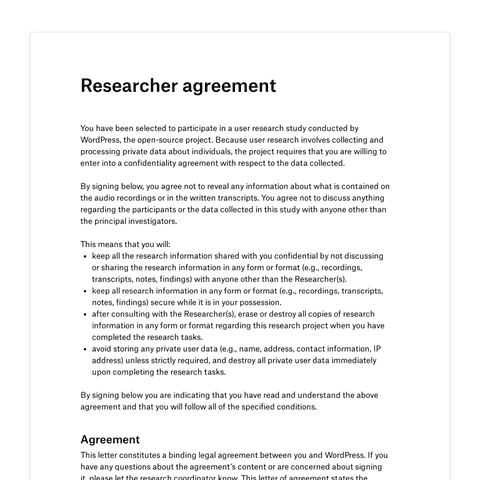 Researcher agreement
You have been selected to participate in a user research study conducted by
WordPress, the open-source project. Because user research involves collecting and
processing private data about individuals, the project requires that you are willing to
enter into a confidentiality agreement with respect to the data collected.
By signing below, you agree not to reveal any information about what is contained on
the audio recordings or in the written transcripts. You agree not to discuss anything
regarding the participants or the data collected in this study with anyone other than
the principal investigators.
This means that you will:
• keep all the research information shared with you confidential by not discussing
or sharing the research information in any form or format (e.g., recordings,
transcripts, notes, findings) with anyone other than the Researcher(s).
• keep all research information in any form or format (e.g., recordings, transcripts,
notes, findings) secure while it is in your possession.
• after consulting with the Researcher(s), erase or destroy all copies of research
information in any form or format regarding this research project when you have
completed the research tasks.
• avoid storing any private user data (e.g., name, address, contact information, IP
address) unless strictly required, and destroy all private user data immediately
upon completing the research tasks.
By signing below you are indicating that you have read and understand the above
agreement and that you will follow all of the specified conditions.
Agreement
This letter constitutes a binding legal agreement between you and WordPress. If you
have any questions about the agreement's content or are concerned about signing
it, please let the research coordinator know. This letter of agreement states the